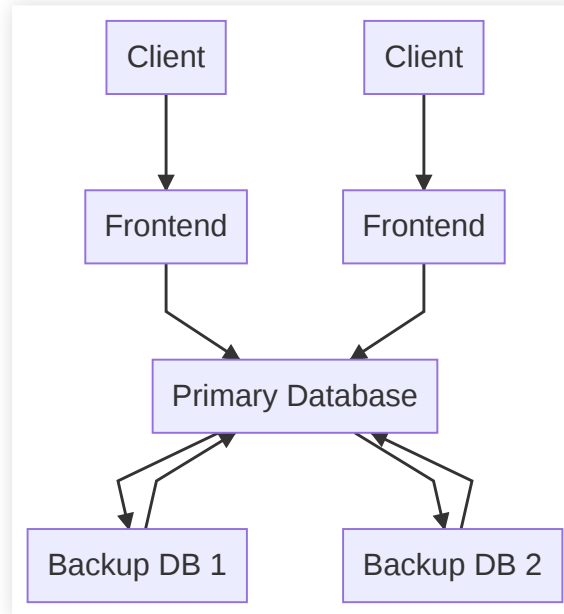 Client
Client
Frontend
Frontend
Primary Database
Backup DB 1
Backup DB 2